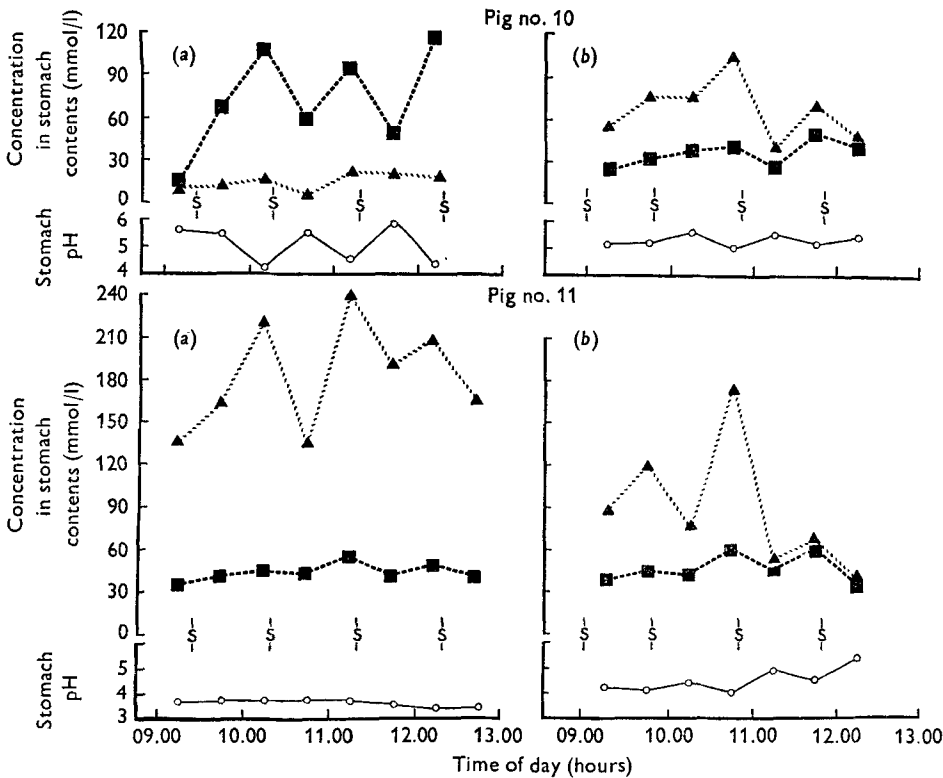 Pig no. 10
(a)
(b)
Concentration
in stomach
contents (mmol/l)
120
90
60
30
0
S S S S
S S S S
Stomach
pH
6
5
4
Pig no. 11
(a)
(b)
Concentration
in stomach
contents (mmol/l)
240
210
180
150
120
90
60
30
0
S S S S
S S S S
Stomach
pH
5
4
3
09.00 10.00 11.00 12.00 13.00
09.00 10.00 11.00 12.00 13.00
Time of day (hours)